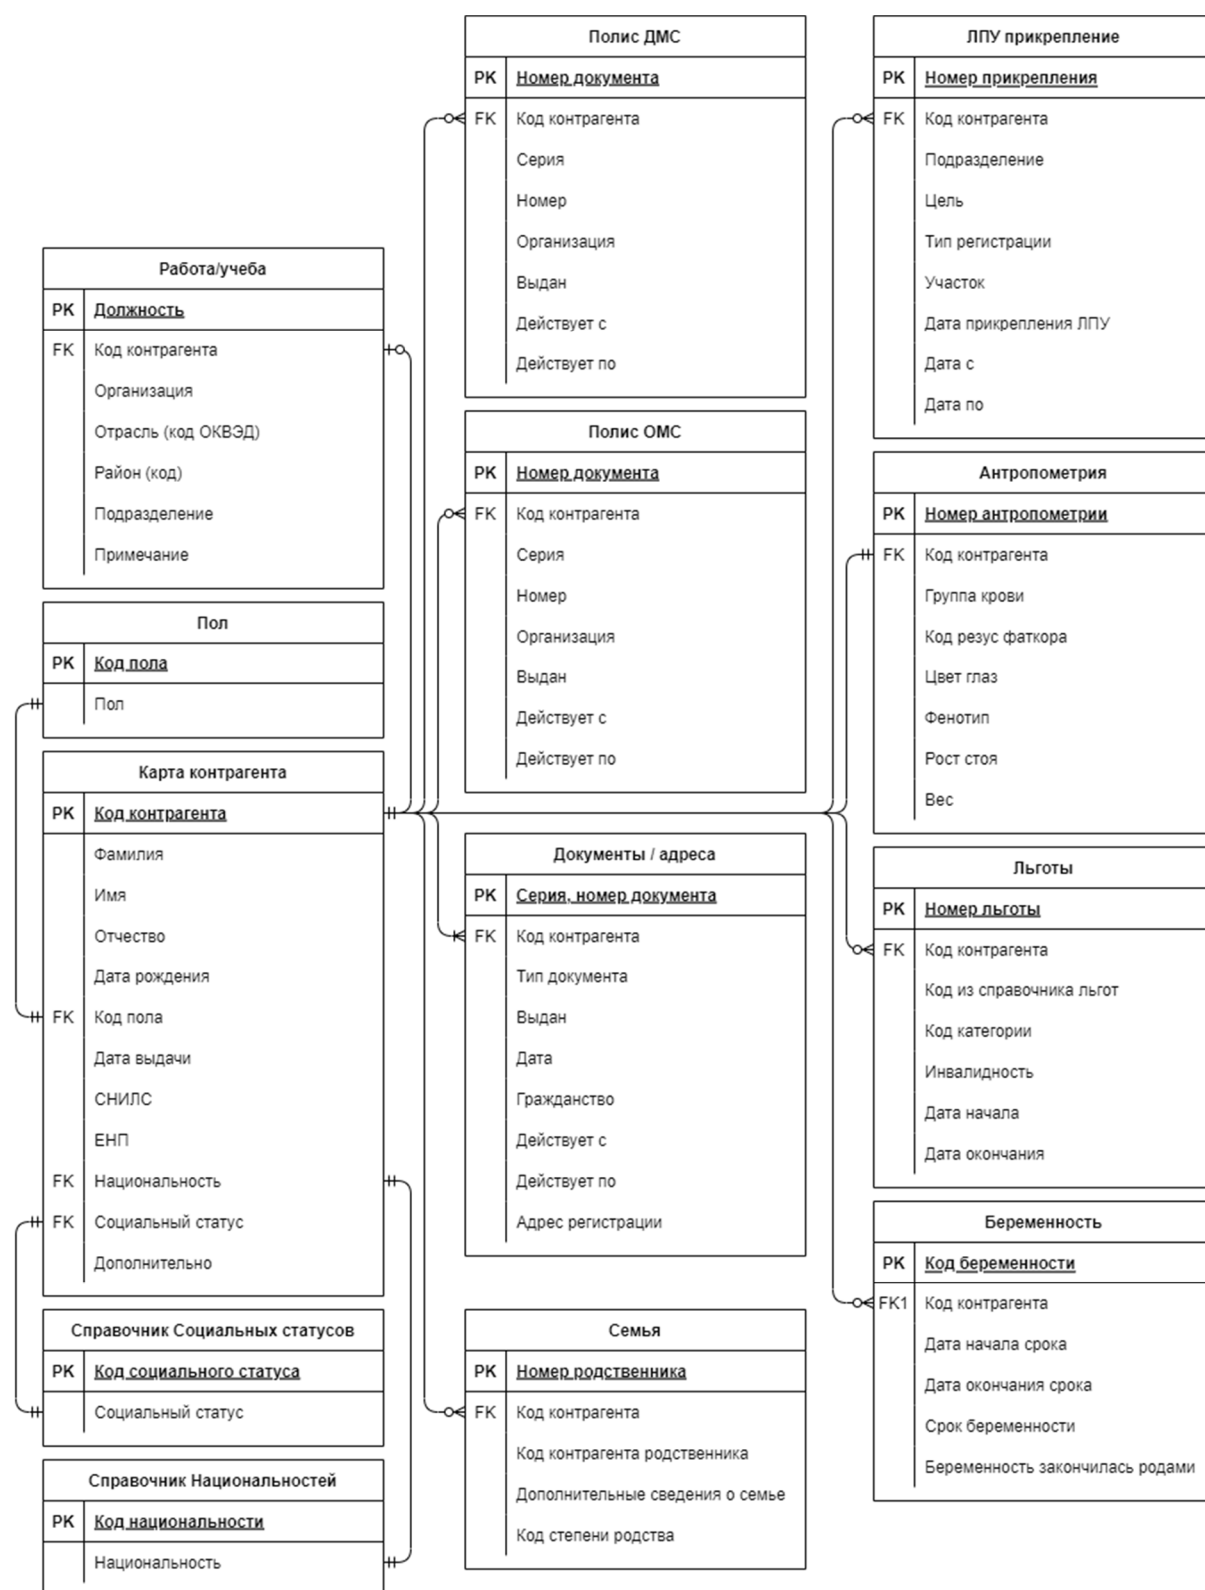 Работа/учеба
PK Должность
FK Код контрагента
Организация
Отрасль (код ОКВЭД)
Район (код)
Подразделение
Примечание
Пол
PK Код пола
Пол
Карта контрагента
PK Код контрагента
Фамилия
Имя
Отчество
Дата рождения
FK Код пола
Дата выдачи
СНИЛС
ЕНП
FK Национальность
FK Социальный статус
Дополнительно
Справочник Социальных статусов
PK Код социального статуса
Социальный статус
Справочник Национальностей
PK Код национальности
Национальность
Полис ДМС
PK Номер документа
FK Код контрагента
Серия
Номер
Организация
Выдан
Действует с
Действует по
Полис ОМС
PK Номер документа
FK Код контрагента
Серия
Номер
Организация
Выдан
Действует с
Действует по
Документы / адреса
PK Серия, номер документа
FK Код контрагента
Тип документа
Выдан
Дата
Гражданство
Действует с
Действует по
Адрес регистрации
Семья
PK Номер родственника
FK Код контрагента
Код контрагента родственника
Дополнительные сведения о семье
Код степени родства
ЛПУ прикрепление
PK Номер прикрепления
FK Код контрагента
Подразделение
Цель
Тип регистрации
Участок
Дата прикрепления ЛПУ
Дата с
Дата по
Антропометрия
PK Номер антропометрии
FK Код контрагента
Группа крови
Код резус фаткора
Цвет глаз
Фенотип
Рост стоя
Вес
Льготы
PK Номер льготы
FK Код контрагента
Код из справочника льгот
Код категории
Инвалидность
Дата начала
Дата окончания
Беременность
PK Код беременности
FK1 Код контрагента
Дата начала срока
Дата окончания срока
Срок беременности
Беременность закончилась родами